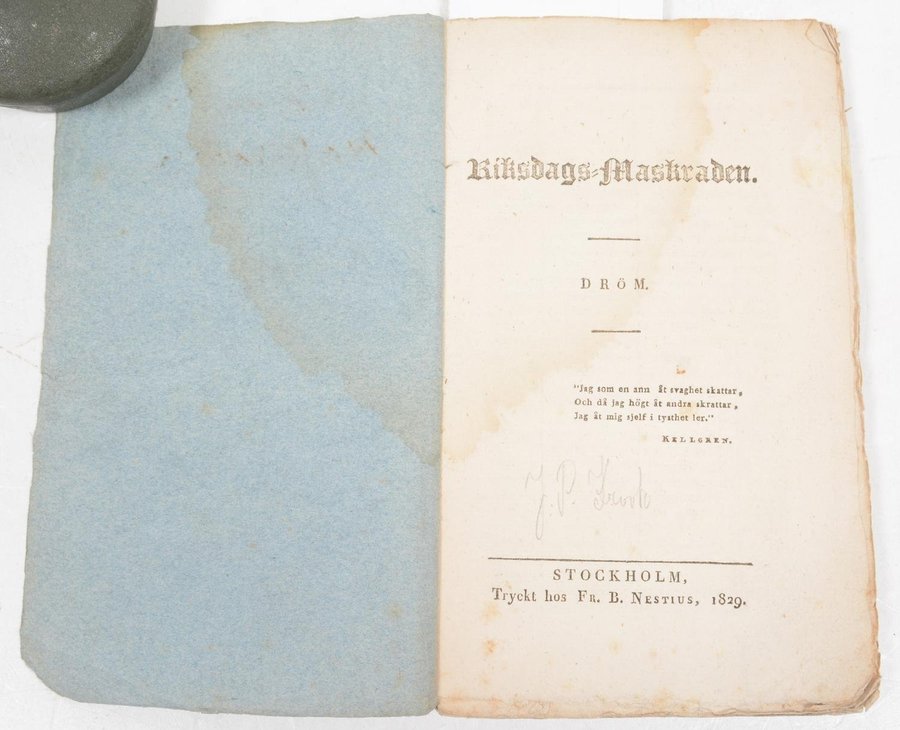 Riksdags-Maskraden.
DRÖM.
"Jag som en ann åt svaghet skattar,
Och då jag högt åt andra skrattar,
Jag åt mig sjelf i tysthet ler."
KELLGREN.
J. P.
STOCKHOLM,
Tryckt hos FR. B. NESTIUS, 1829.